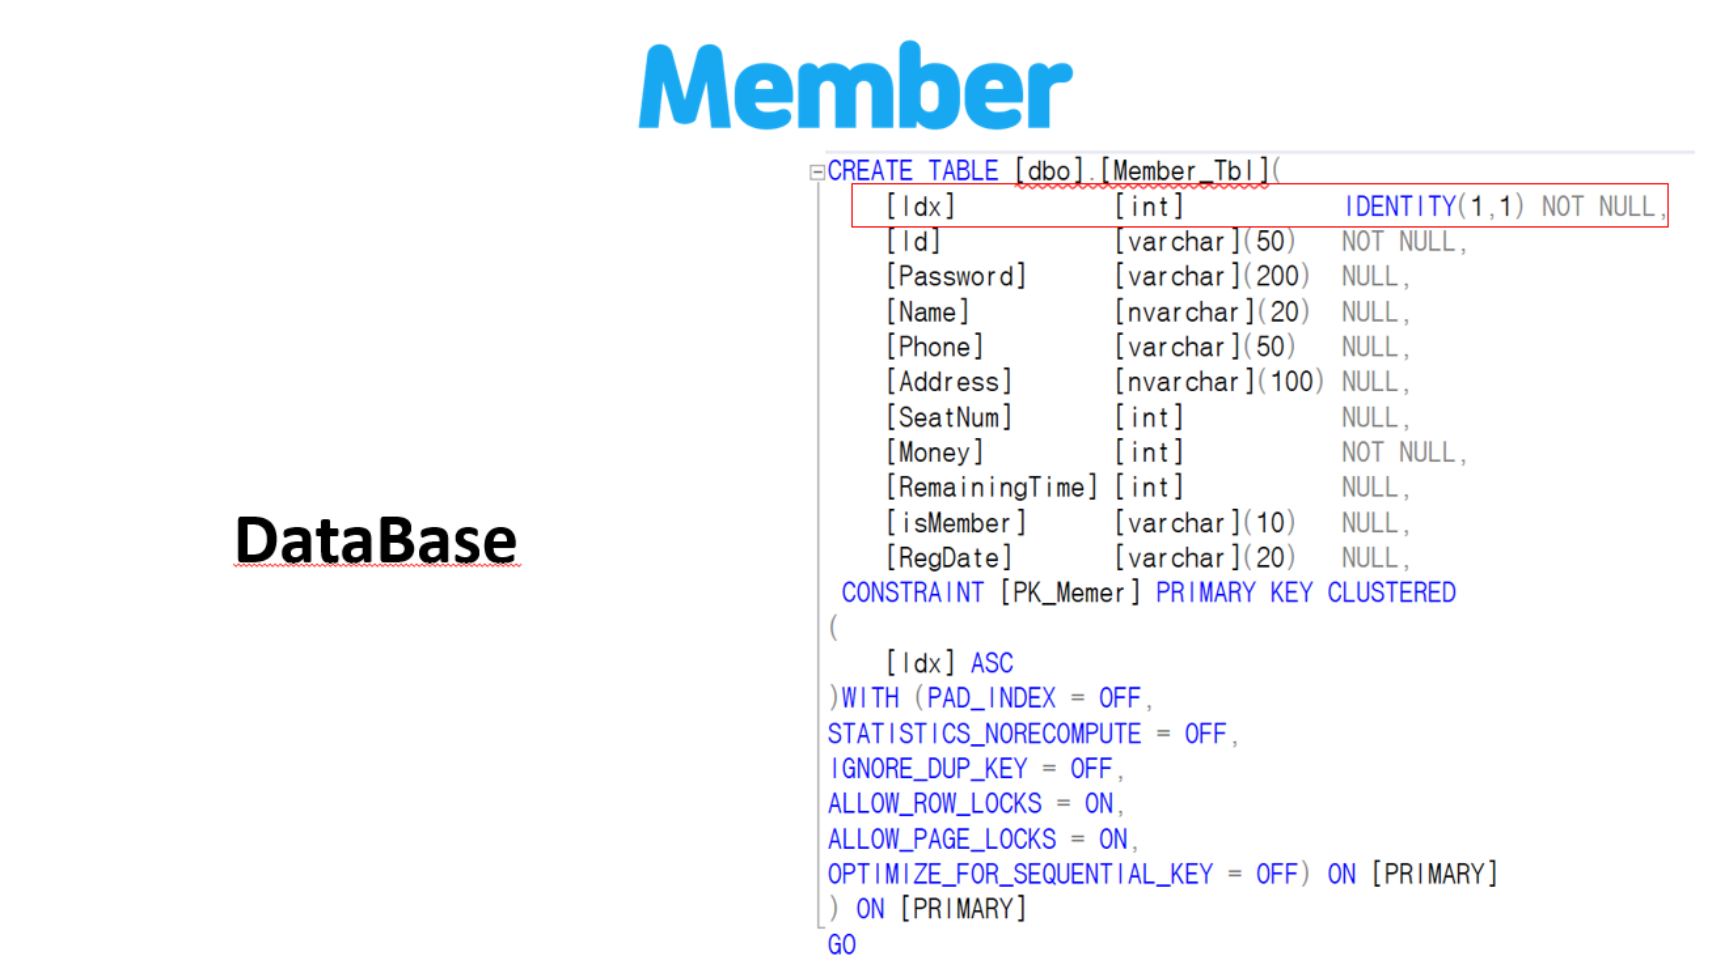 Member
DataBase
CREATE TABLE [dbo].[Member_Tbl](
[Idx] [int] IDENTITY(1,1) NOT NULL,
[Id] [varchar](50) NOT NULL,
[Password] [varchar](200) NULL,
[Name] [nvarchar](20) NULL,
[Phone] [varchar](50) NULL,
[Address] [nvarchar](100) NULL,
[SeatNum] [int] NULL,
[Money] [int] NOT NULL,
[RemainingTime] [int] NULL,
[isMember] [varchar](10) NULL,
[RegDate] [varchar](20) NULL,
CONSTRAINT [PK_Memer] PRIMARY KEY CLUSTERED
(
[Idx] ASC
)WITH (PAD_INDEX = OFF,
STATISTICS_NORECOMPUTE = OFF,
IGNORE_DUP_KEY = OFF,
ALLOW_ROW_LOCKS = ON,
ALLOW_PAGE_LOCKS = ON,
OPTIMIZE_FOR_SEQUENTIAL_KEY = OFF) ON [PRIMARY]
) ON [PRIMARY]
GO